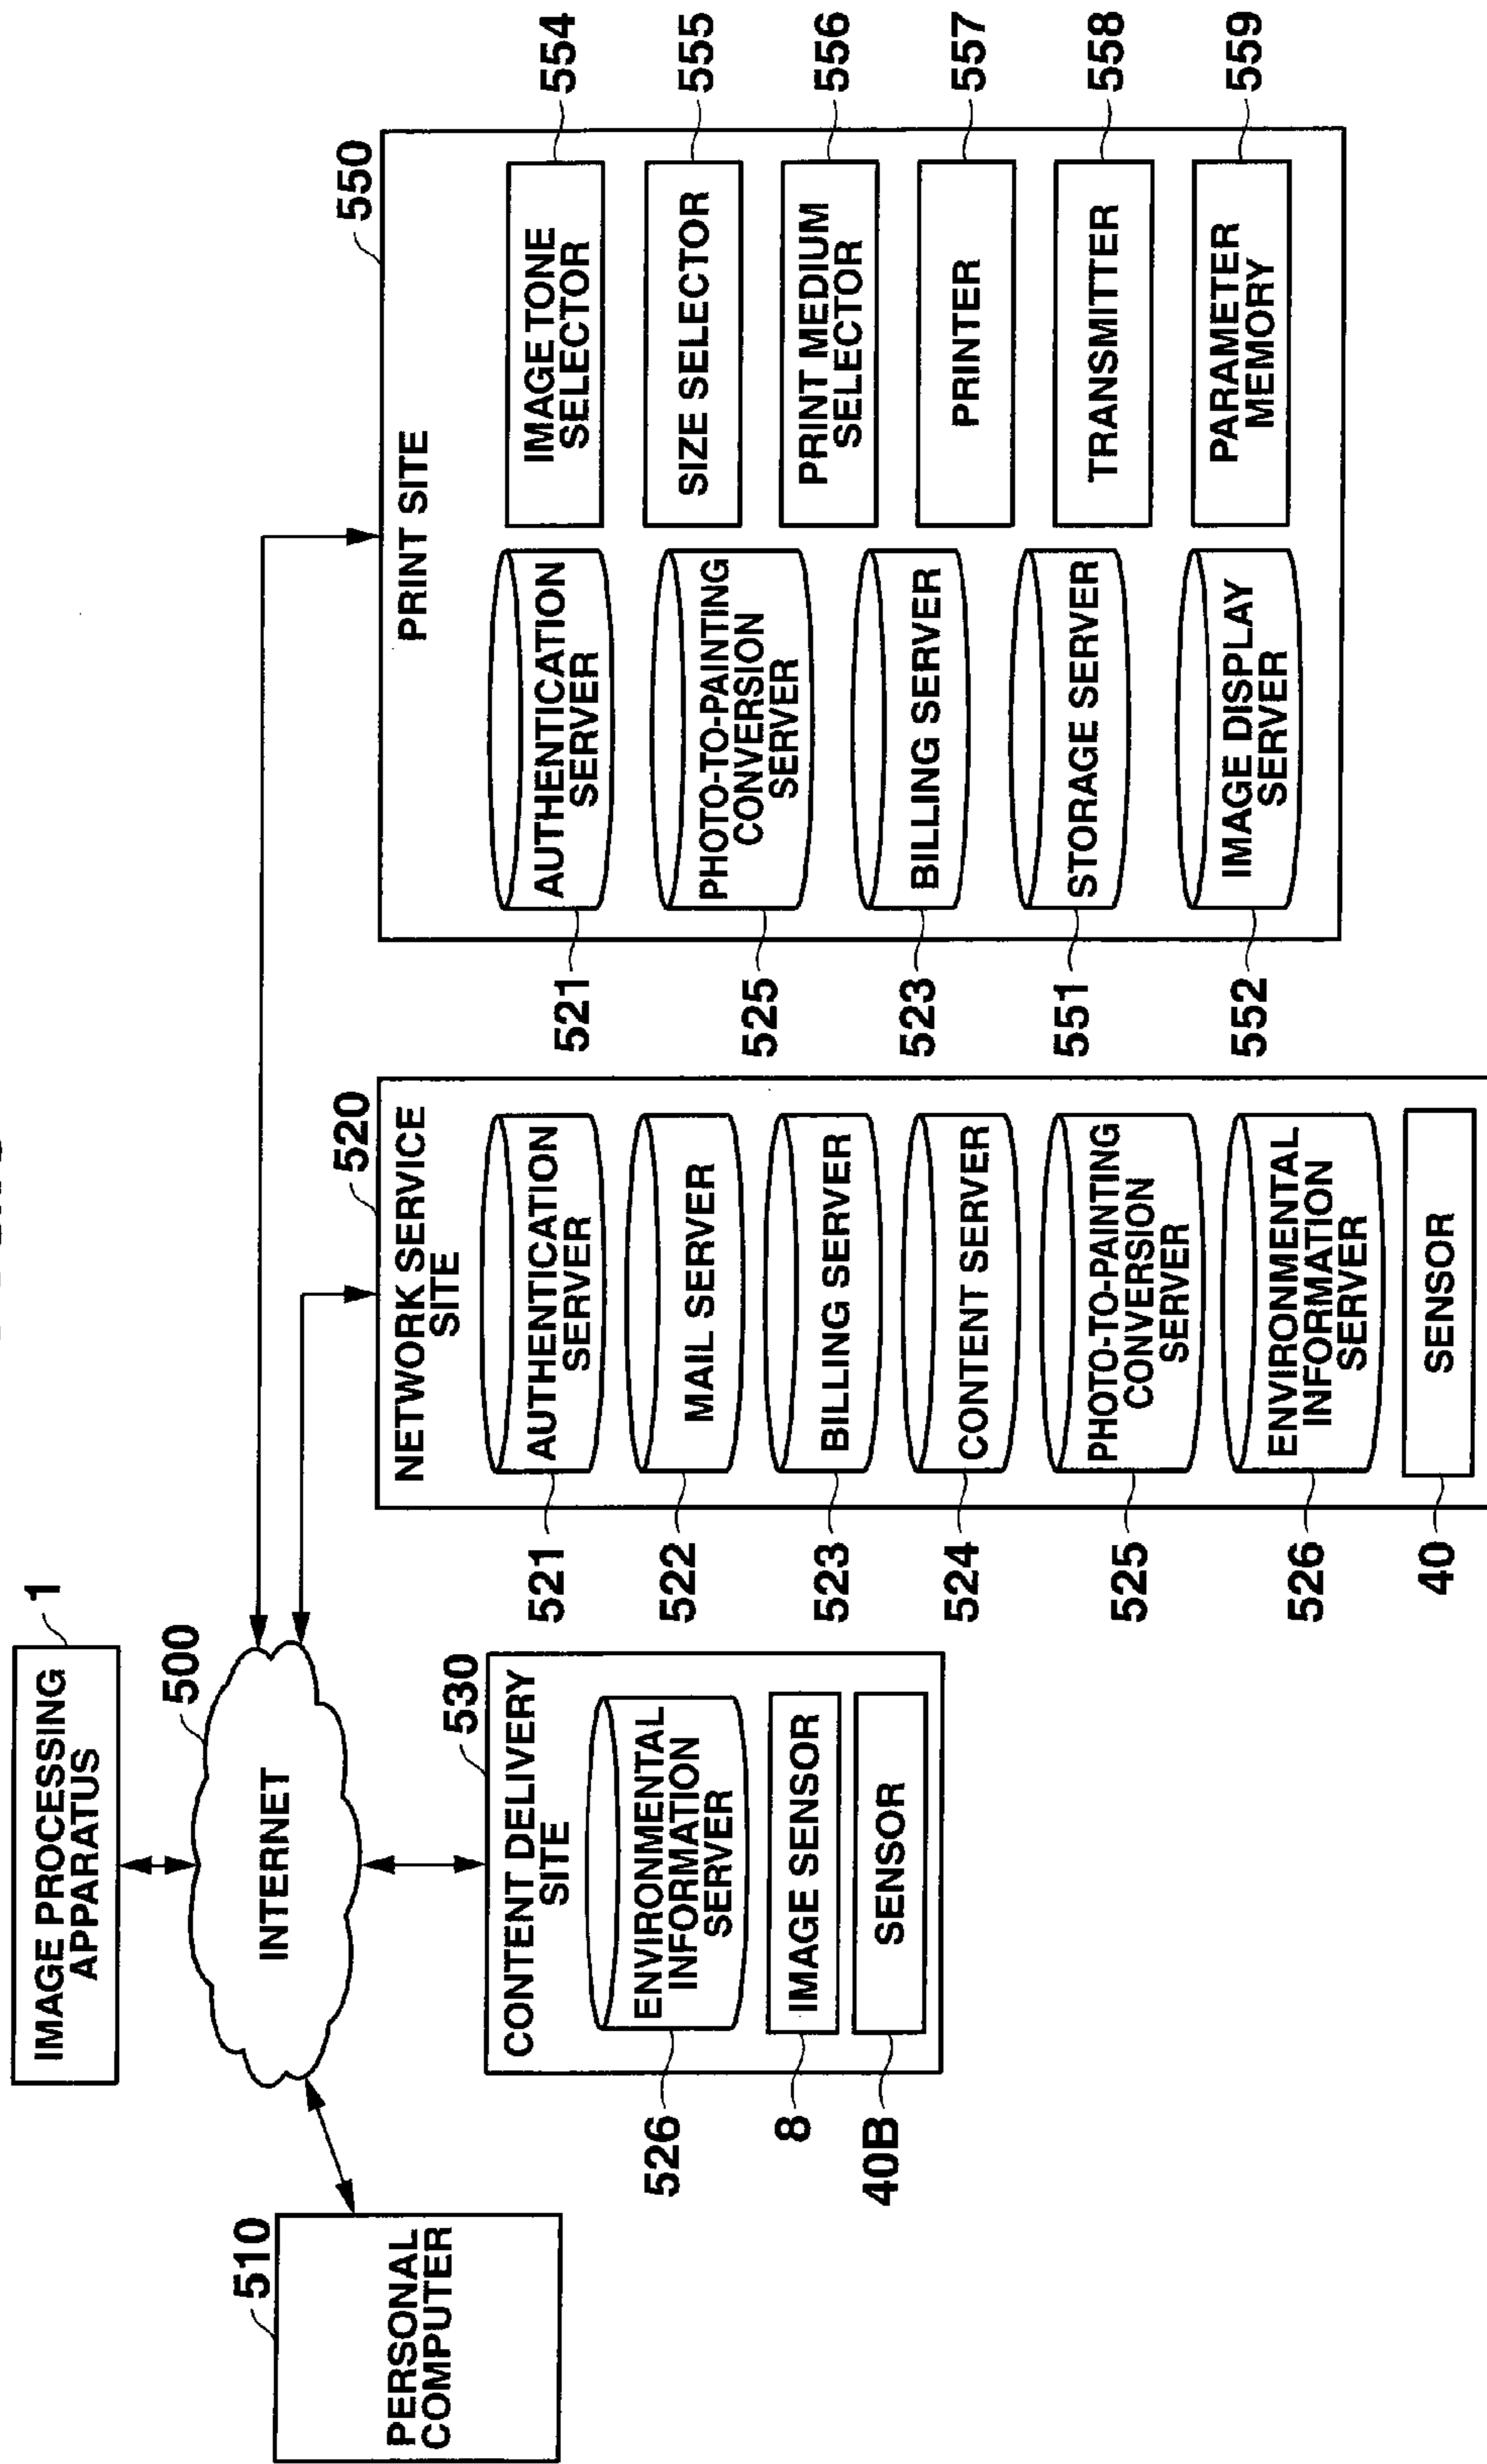 IMAGE PROCESSING
APPARATUS
1
500
INTERNET
510
PERSONAL
COMPUTER
530
CONTENT DELIVERY
SITE
ENVIRONMENTAL
INFORMATION
SERVER
526
IMAGE SENSOR
8
SENSOR
40B
520
NETWORK SERVICE
SITE
AUTHENTICATION
SERVER
521
MAIL SERVER
522
BILLING SERVER
523
CONTENT SERVER
524
PHOTO-TO-PAINTING
CONVERSION
SERVER
525
ENVIRONMENTAL
INFORMATION
SERVER
526
SENSOR
40
550
PRINT SITE
AUTHENTICATION
SERVER
521
PHOTO-TO-PAINTING
CONVERSION
SERVER
525
BILLING SERVER
523
STORAGE SERVER
551
IMAGE DISPLAY
SERVER
552
IMAGE TONE
SELECTOR
554
SIZE SELECTOR
555
PRINT MEDIUM
SELECTOR
556
PRINTER
557
TRANSMITTER
558
PARAMETER
MEMORY
559